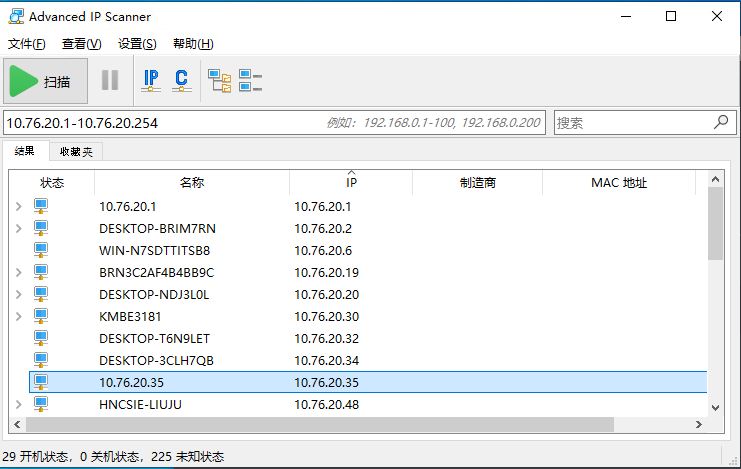 Advanced IP Scanner
文件(F) 查看(V) 设置(S) 帮助(H)
扫描 IP C
10.76.20.1-10.76.20.254 例如: 192.168.0.1-100, 192.168.0.200 搜索
结果 收藏夹
状态 名称 IP 制造商 MAC 地址
10.76.20.1 10.76.20.1
DESKTOP-BRIM7RN 10.76.20.2
WIN-N7SDTTITSB8 10.76.20.6
BRN3C2AF4B4BB9C 10.76.20.19
DESKTOP-NDJ3L0L 10.76.20.20
KMBE3181 10.76.20.30
DESKTOP-T6N9LET 10.76.20.32
DESKTOP-3CLH7QB 10.76.20.34
10.76.20.35 10.76.20.35
HNCSIE-LIUJU 10.76.20.48
29 开机状态, 0 关机状态, 225 未知状态